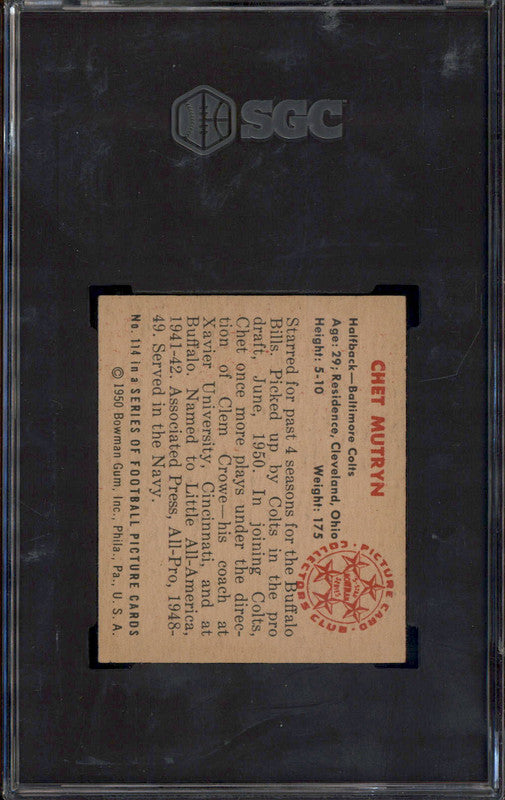 SGC
CHET MUTRYN
Halfback—Baltimore Colts
Age: 29; Residence, Cleveland, Ohio
Height: 5-10 Weight: 175
PICTURE CARD
COLLECTORS CLUB
Starred for past 4 seasons for the Buffalo
Bills. Picked up by Colts in the pro
draft, June, 1950. In joining Colts,
Chet once more plays under the direc-
tion of Clem Crowe—his coach at
Xavier University, Cincinnati, and at
Buffalo. Named to Little All-America,
1941-42. Associated Press, All-Pro, 1948-
49. Served in the Navy.
No. 114 in a SERIES OF FOOTBALL PICTURE CARDS
© 1950 Bowman Gum, Inc., Phila., Pa., U. S. A.